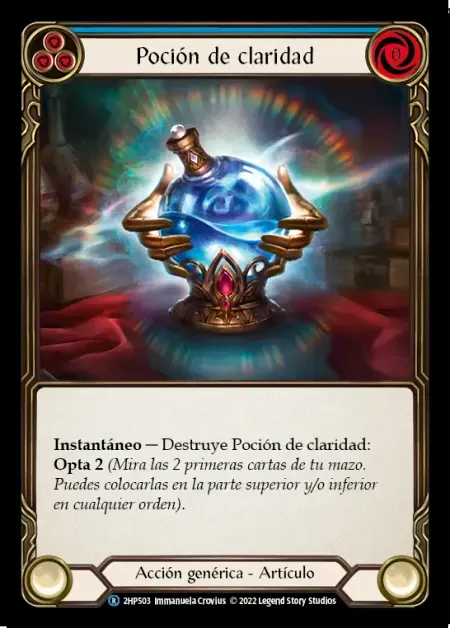 Poción de claridad
0
Instantáneo — Destruye Poción de claridad:
Opta 2 (Mira las 2 primeras cartas de tu mazo.
Puedes colocarlas en la parte superior y/o inferior
en cualquier orden).
Acción genérica - Artículo
R 2HP503 Immanuela Crovius © 2022 Legend Story Studios